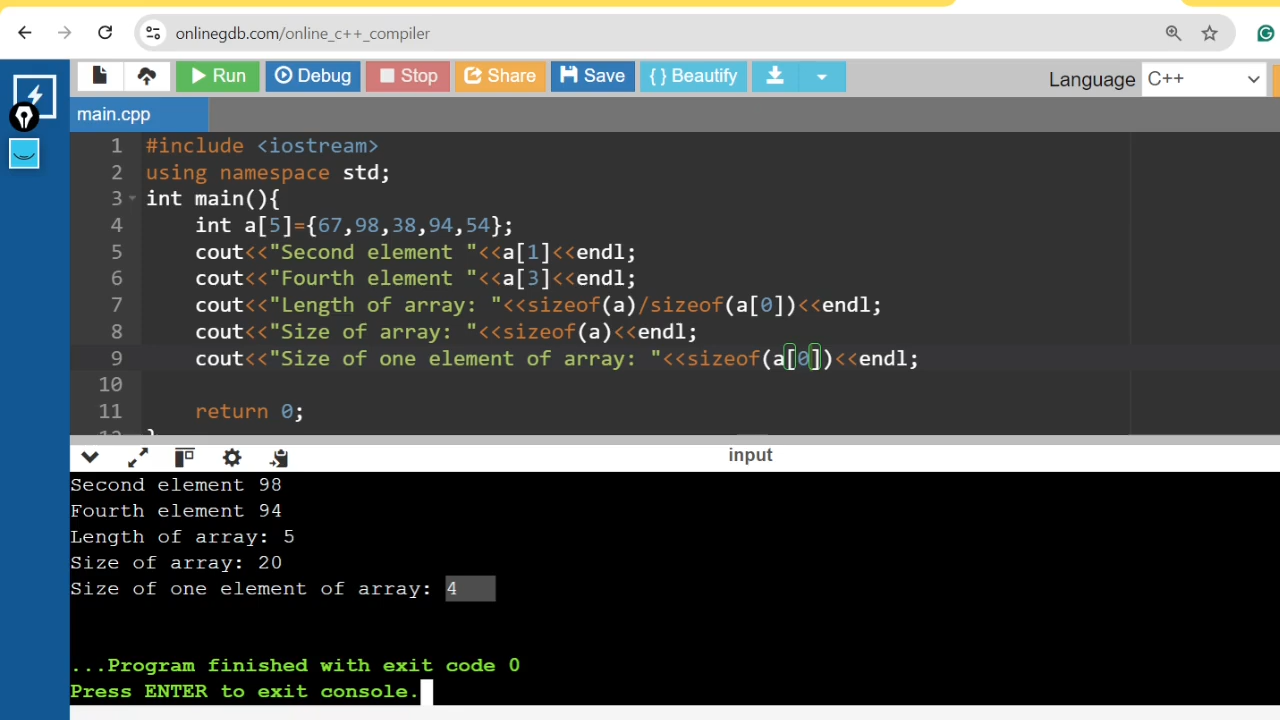 onlinegdb.com/online_c++_compiler
Run Debug Stop Share Save { } Beautify
Language C++
main.cpp
1 #include <iostream>
2 using namespace std;
3 int main(){
4 int a[5]={67,98,38,94,54};
5 cout<<"Second element "<<a[1]<<endl;
6 cout<<"Fourth element "<<a[3]<<endl;
7 cout<<"Length of array: "<<sizeof(a)/sizeof(a[0])<<endl;
8 cout<<"Size of array: "<<sizeof(a)<<endl;
9 cout<<"Size of one element of array: "<<sizeof(a[0])<<endl;
10
11 return 0;
12 }
input
Second element 98
Fourth element 94
Length of array: 5
Size of array: 20
Size of one element of array: 4
...Program finished with exit code 0
Press ENTER to exit console.